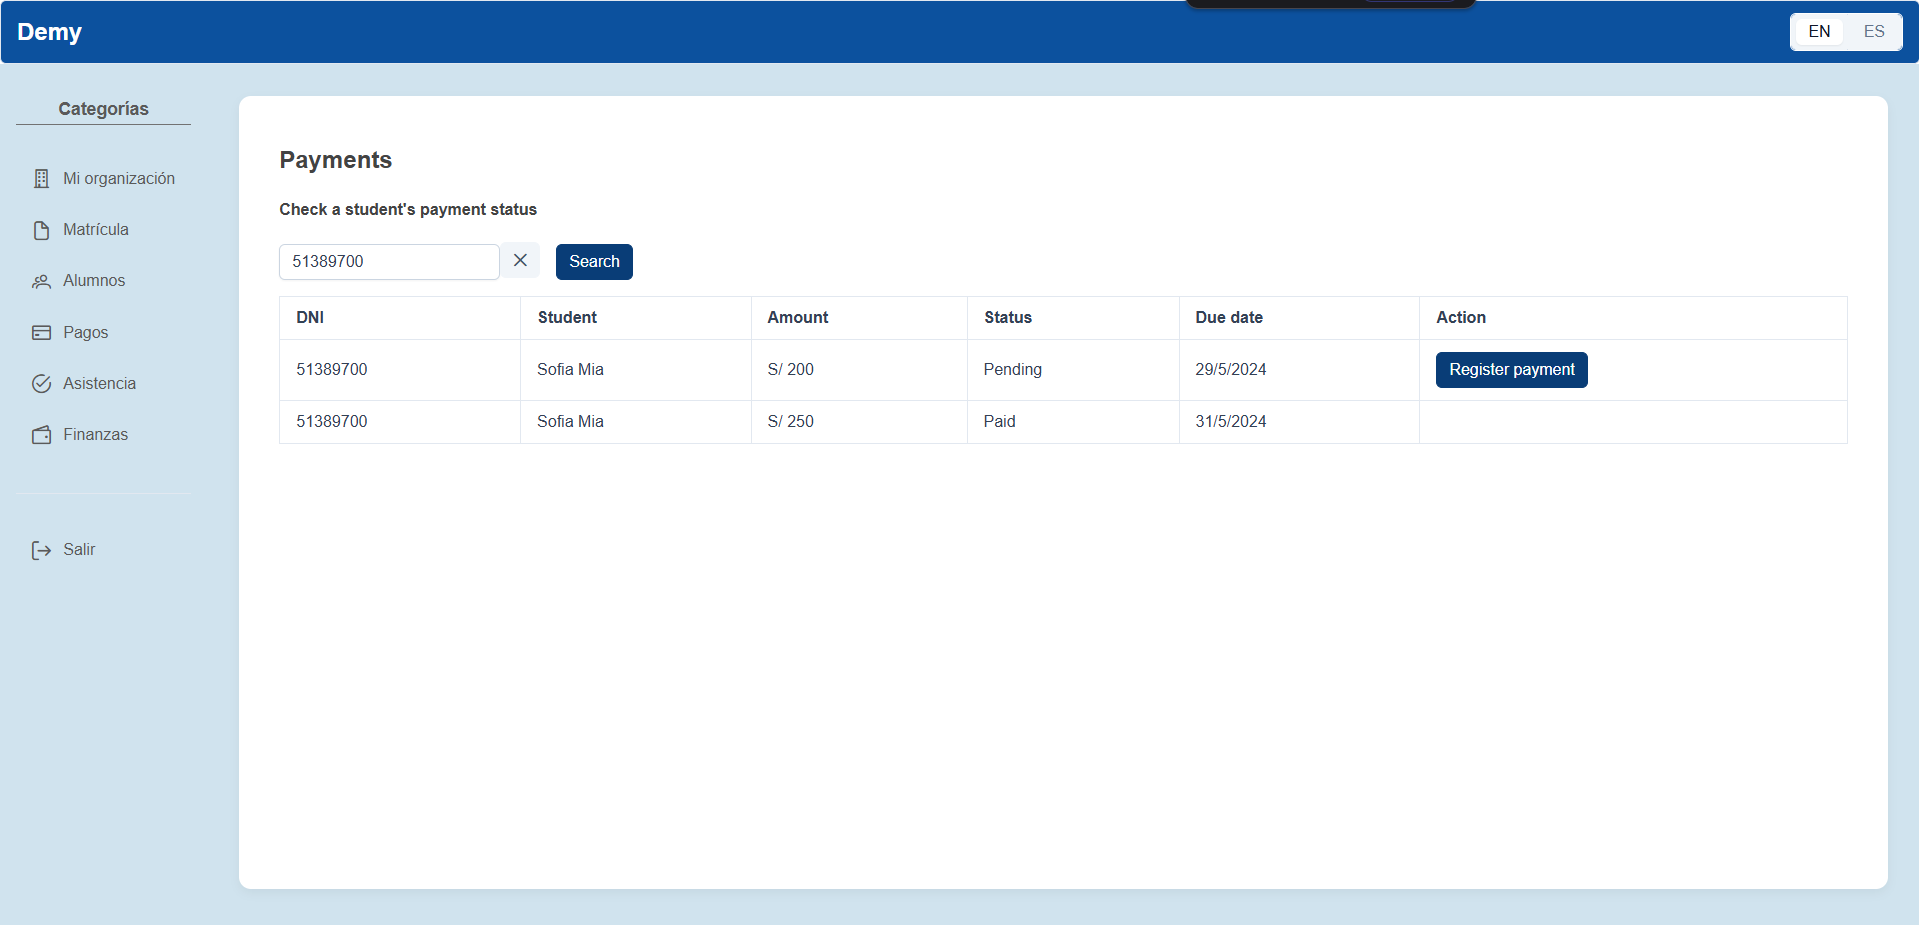 Demy
EN ES
Categorías
Mi organización
Matrícula
Alumnos
Pagos
Asistencia
Finanzas
Salir
Payments
Check a student's payment status
51389700 Search
DNI Student Amount Status Due date Action
51389700 Sofia Mia S/ 200 Pending 29/5/2024 Register payment
51389700 Sofia Mia S/ 250 Paid 31/5/2024